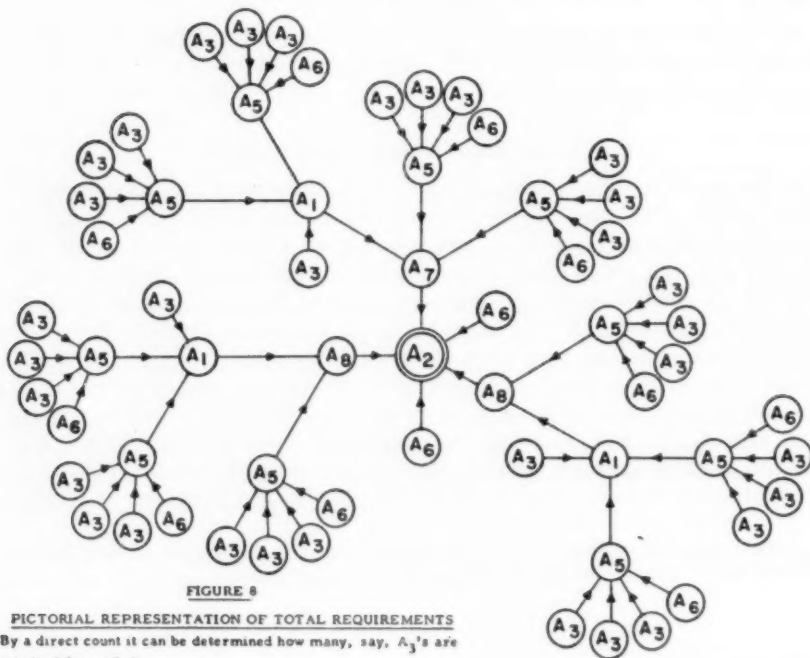 A3 A3 A3
A6
A3 A3 A3
A5
A6
A3
A3 A5 A3
A3 A5 A1 A5 A3
A6 A3
A3 A7 A6
A3 A3
A3 A6 A5 A3
A3 A5 A1 A8 A2 A3
A3 A8 A6
A6 A6 A6
A5 A3 A1 A5 A3
A3 A5 A3
A3 A3 A6 A6 A3
A3 A3 A3 A5
FIGURE 8
A6
PICTORIAL REPRESENTATION OF TOTAL REQUIREMENTS
A3 A3 A3
By a direct count it can be determined how many, say, A3's are